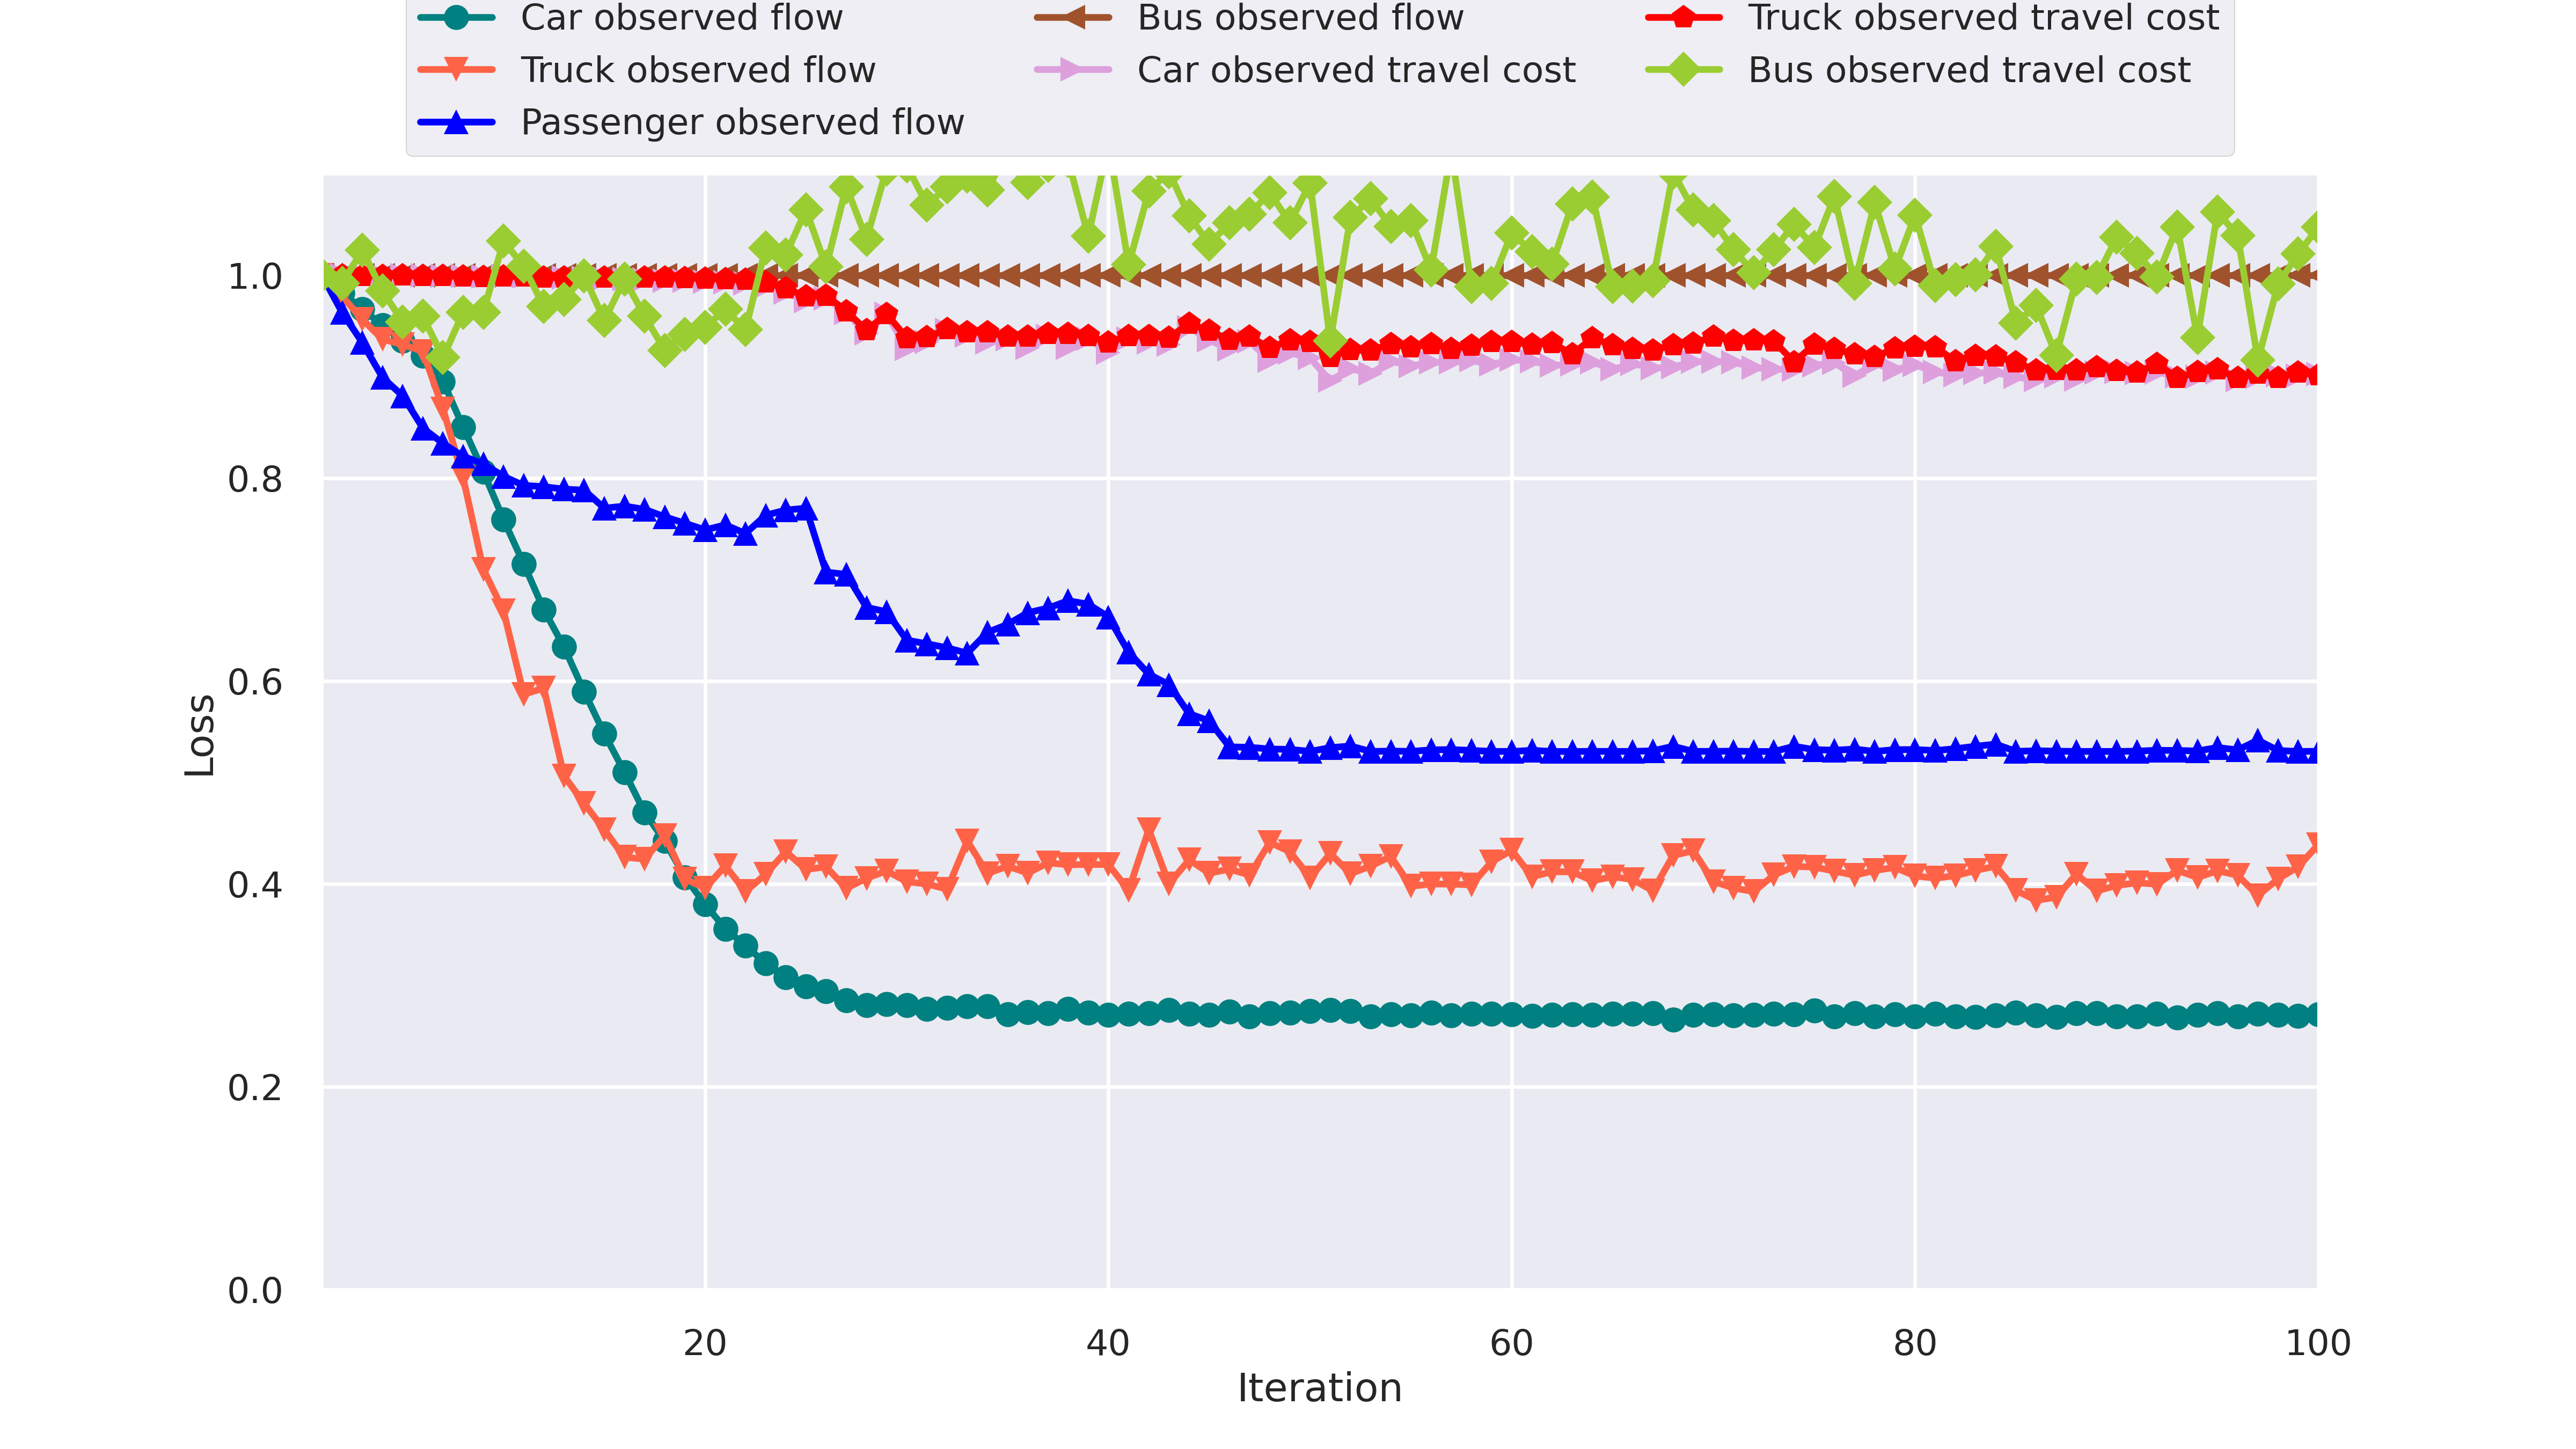 Car observed flow
Truck observed flow
Passenger observed flow
Bus observed flow
Car observed travel cost
Truck observed travel cost
Bus observed travel cost
1.0
0.8
0.6
0.4
0.2
0.0
Loss
20
40
60
80
100
Iteration